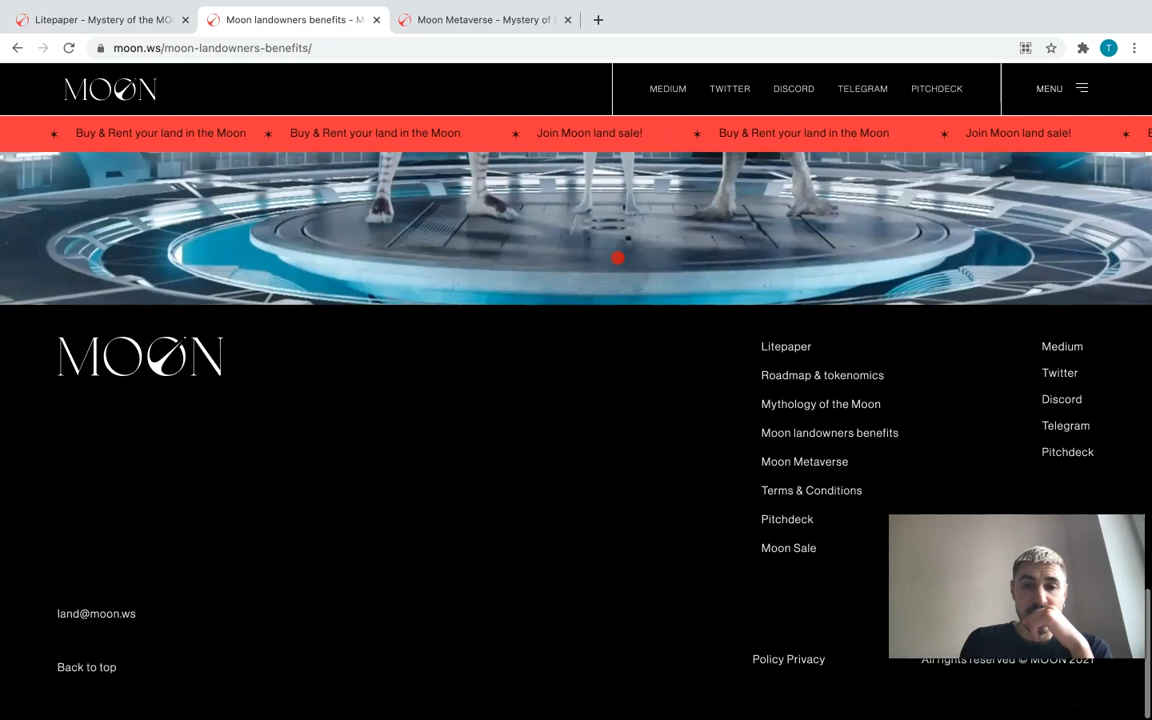 Litepaper - Mystery of the MO
Moon landowners benefits - M
Moon Metaverse - Mystery of t
moon.ws/moon-landowners-benefits/
T
MOON
MEDIUM
TWITTER
DISCORD
TELEGRAM
PITCHDECK
MENU
Buy & Rent your land in the Moon
Buy & Rent your land in the Moon
Join Moon land sale!
Buy & Rent your land in the Moon
Join Moon land sale!
MOON
Litepaper
Roadmap & tokenomics
Mythology of the Moon
Moon landowners benefits
Moon Metaverse
Terms & Conditions
Pitchdeck
Moon Sale
Medium
Twitter
Discord
Telegram
Pitchdeck
land@moon.ws
Back to top
Policy Privacy
All rights reserved © MOON 2021